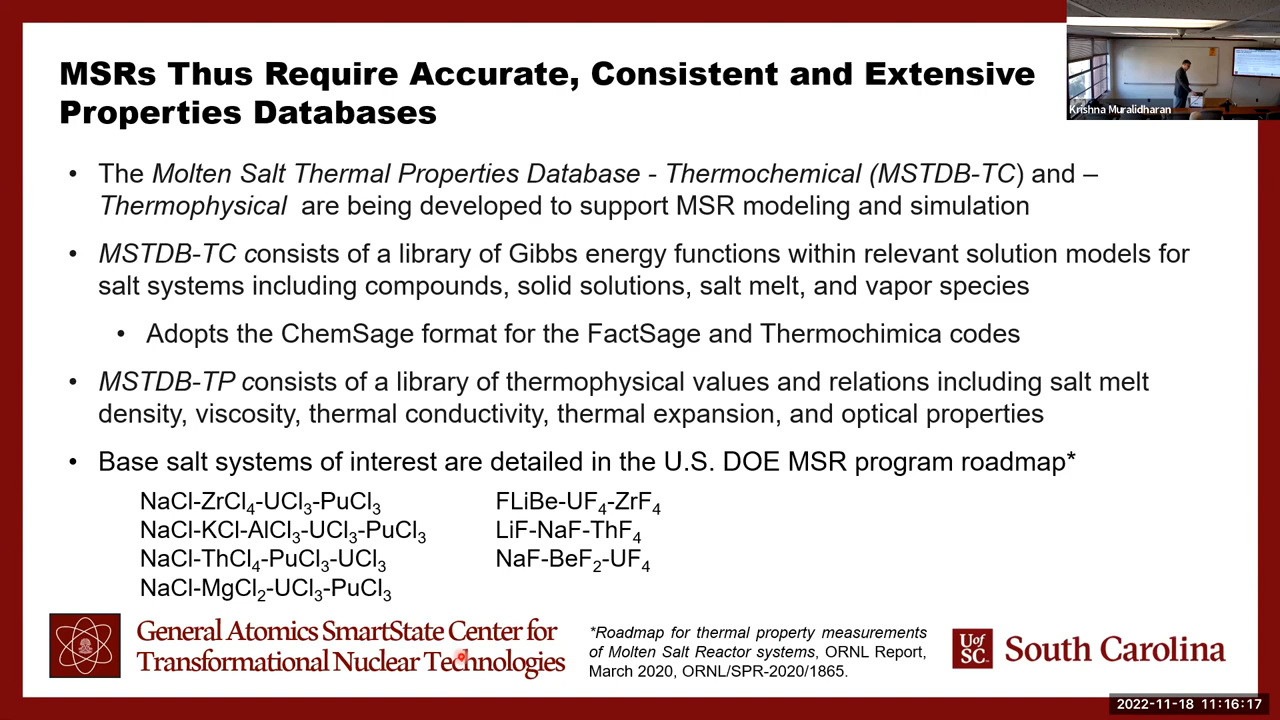 MSRs Thus Require Accurate, Consistent and Extensive
Properties Databases
Krishna Muralidharan
• The Molten Salt Thermal Properties Database - Thermochemical (MSTDB-TC) and –
Thermophysical are being developed to support MSR modeling and simulation
• MSTDB-TC consists of a library of Gibbs energy functions within relevant solution models for
salt systems including compounds, solid solutions, salt melt, and vapor species
• Adopts the ChemSage format for the FactSage and Thermochimica codes
• MSTDB-TP consists of a library of thermophysical values and relations including salt melt
density, viscosity, thermal conductivity, thermal expansion, and optical properties
• Base salt systems of interest are detailed in the U.S. DOE MSR program roadmap*
NaCl-ZrCl₄-UCl₃-PuCl₃
NaCl-KCl-AlCl₃-UCl₃-PuCl₃
NaCl-ThCl₄-PuCl₃-UCl₃
NaCl-MgCl₂-UCl₃-PuCl₃
FLiBe-UF₄-ZrF₄
LiF-NaF-ThF₄
NaF-BeF₂-UF₄
General Atomics SmartState Center for
Transformational Nuclear Technologies
*Roadmap for thermal property measurements
of Molten Salt Reactor systems, ORNL Report,
March 2020, ORNL/SPR-2020/1865.
UofSC
South Carolina
2022-11-18 11:16:17